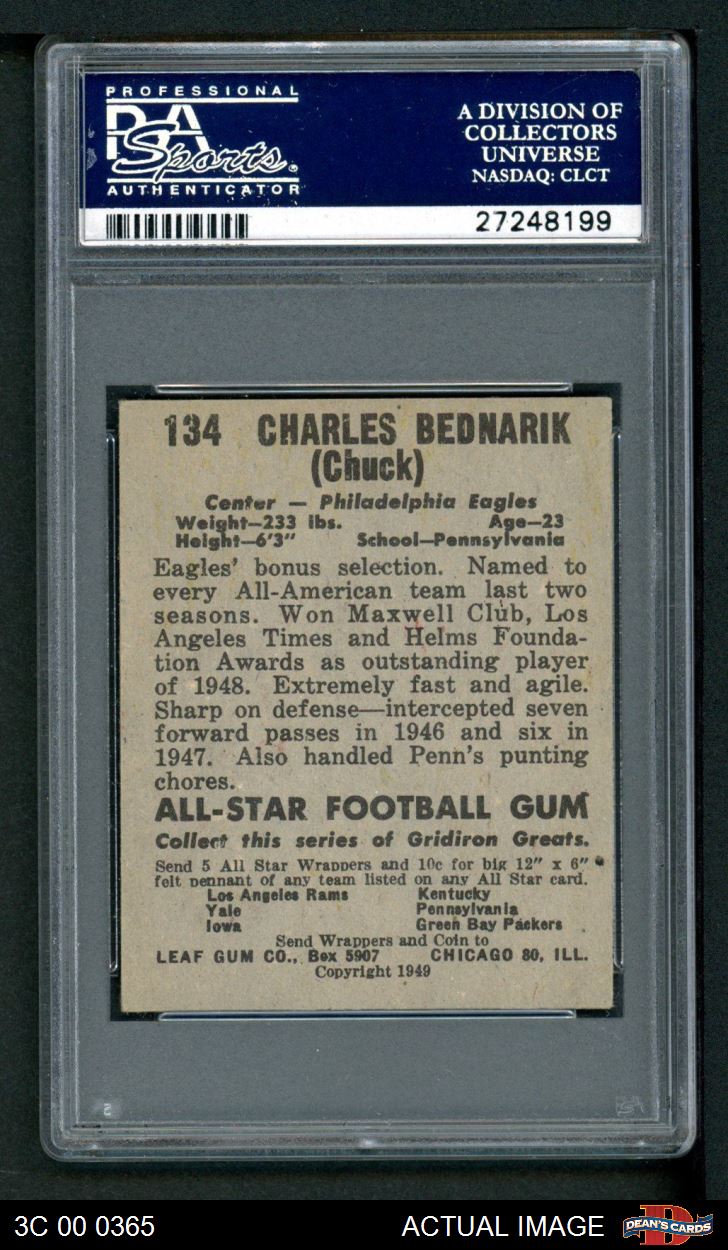 PROFESSIONAL
PSA
Sports
AUTHENTICATOR
A DIVISION OF
COLLECTORS
UNIVERSE
NASDAQ: CLCT
27248199
134 CHARLES BEDNARIK
(Chuck)
Center — Philadelphia Eagles
Weight—233 lbs. Age—23
Height—6'3" School—Pennsylvania
Eagles' bonus selection. Named to
every All-American team last two
seasons. Won Maxwell Club, Los
Angeles Times and Helms Founda-
tion Awards as outstanding player
of 1948. Extremely fast and agile.
Sharp on defense—intercepted seven
forward passes in 1946 and six in
1947. Also handled Penn's punting
chores.
ALL-STAR FOOTBALL GUM
Collect this series of Gridiron Greats.
Send 5 All Star Wrappers and 10c for big 12" x 6"
felt pennant of any team listed on any All Star card.
Los Angeles Rams Kentucky
Yale Pennsylvania
Iowa Green Bay Packers
Send Wrappers and Coin to
LEAF GUM CO., Box 5907 CHICAGO 80, ILL.
Copyright 1949
3C 00 0365 ACTUAL IMAGE DEAN'S CARDS